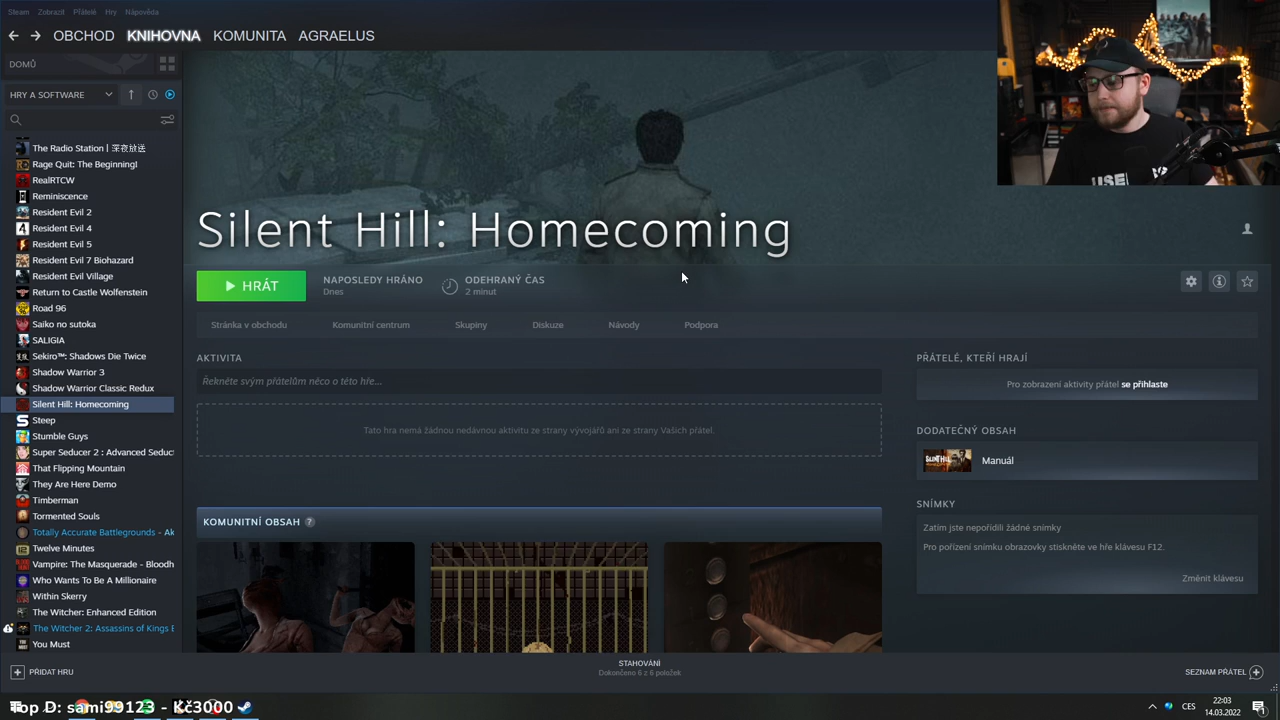 Steam Zobrazit Přátelé Hry Nápověda
OBCHOD KNIHOVNA KOMUNITA AGRAELUS
DOMŮ
HRY A SOFTWARE
The Radio Station | 深夜放送
Rage Quit: The Beginning!
RealRTCW
Reminiscence
Resident Evil 2
Resident Evil 4
Resident Evil 5
Resident Evil 7 Biohazard
Resident Evil Village
Return to Castle Wolfenstein
Road 96
Saiko no sutoka
SALIGIA
Sekiro™: Shadows Die Twice
Shadow Warrior 3
Shadow Warrior Classic Redux
Silent Hill: Homecoming
Steep
Stumble Guys
Super Seducer 2 : Advanced Seduct
That Flipping Mountain
They Are Here Demo
Timberman
Tormented Souls
Totally Accurate Battlegrounds - Ak
Twelve Minutes
Vampire: The Masquerade - Bloodh
Who Wants To Be A Millionaire
Within Skerry
The Witcher: Enhanced Edition
The Witcher 2: Assassins of Kings E
You Must
PŘIDAT HRU
Silent Hill: Homecoming
HRÁT
NAPOSLEDY HRÁNO
Dnes
ODEHRANÝ ČAS
2 minut
Stránka v obchodu Komunitní centrum Skupiny Diskuze Návody Podpora
AKTIVITA
Řekněte svým přátelům něco o této hře...
Tato hra nemá žádnou nedávnou aktivitu ze strany vývojářů ani ze strany Vašich přátel.
KOMUNITNÍ OBSAH ?
PŘÁTELÉ, KTEŘÍ HRAJÍ
Pro zobrazení aktivity přátel se přihlaste
DODATEČNÝ OBSAH
SILENT HILL
Manuál
SNÍMKY
Zatím jste nepořídili žádné snímky
Pro pořízení snímku obrazovky stiskněte ve hře klávesu F12.
Změnit klávesu
STAHOVÁNÍ
Dokončeno 6 z 6 položek
SEZNAM PŘÁTEL
Top D: sami99123 - Kč3000
CES
22:03
14.03.2022